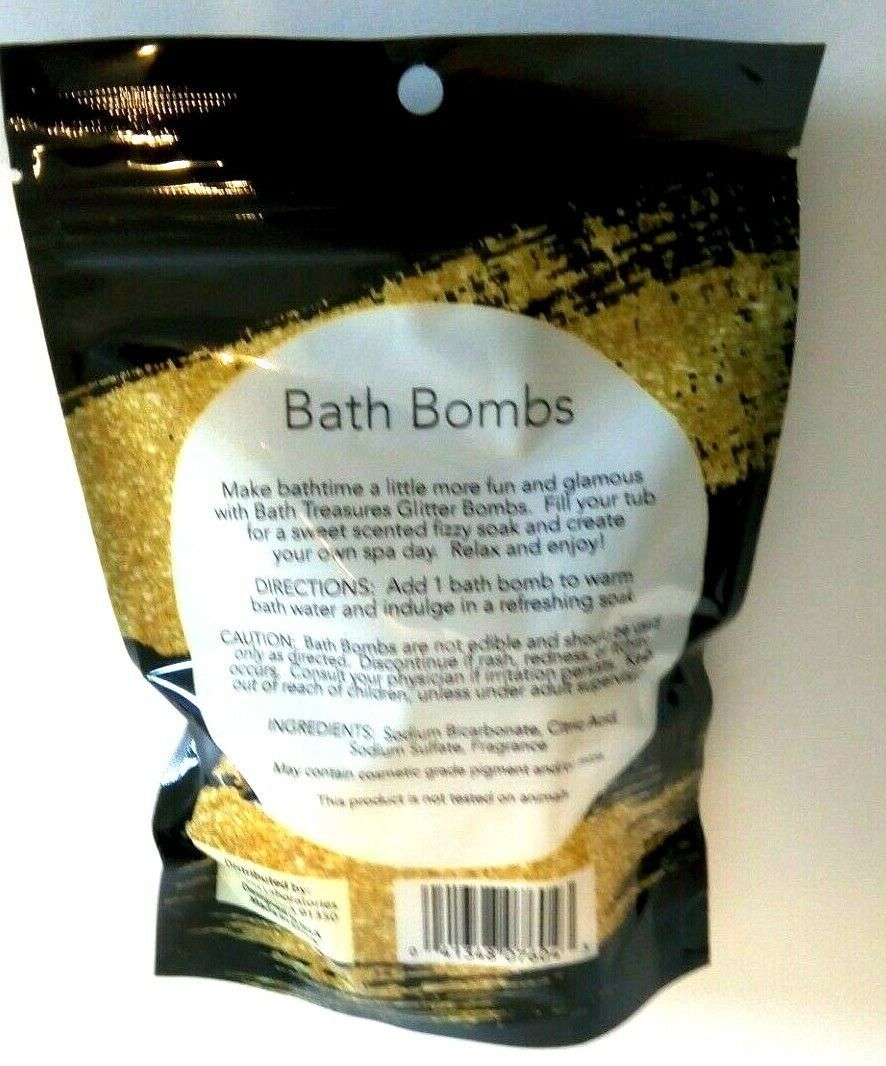 Bath Bombs
Make bathtime a little more fun and glamous
with Bath Treasures Glitter Bombs. Fill your tub
for a sweet scented fizzy soak and create
your own spa day. Relax and enjoy!
DIRECTIONS: Add 1 bath bomb to warm
bath water and indulge in a refreshing soak
CAUTION: Bath Bombs are not edible and should be used
only as directed. Discontinue if rash, redness, or
occurs. Consult your physician if irritation persists. Keep
out of reach of children, unless under adult
INGREDIENTS: Sodium Bicarbonate, Citric Acid
Sodium Sulfate, Fragrance
May contain cosmetic grade pigment
This product is not tested on animals
Distributed by:
Laboratories
91350